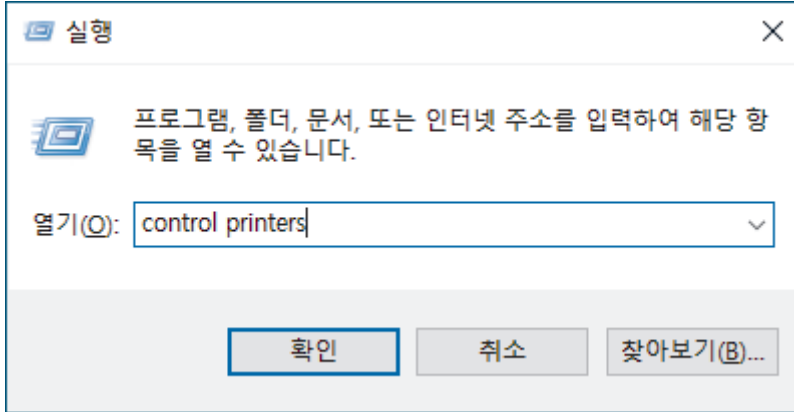 실행
프로그램, 폴더, 문서, 또는 인터넷 주소를 입력하여 해당 항
목을 열 수 있습니다.
열기(O): control printers
확인 취소 찾아보기(B)...